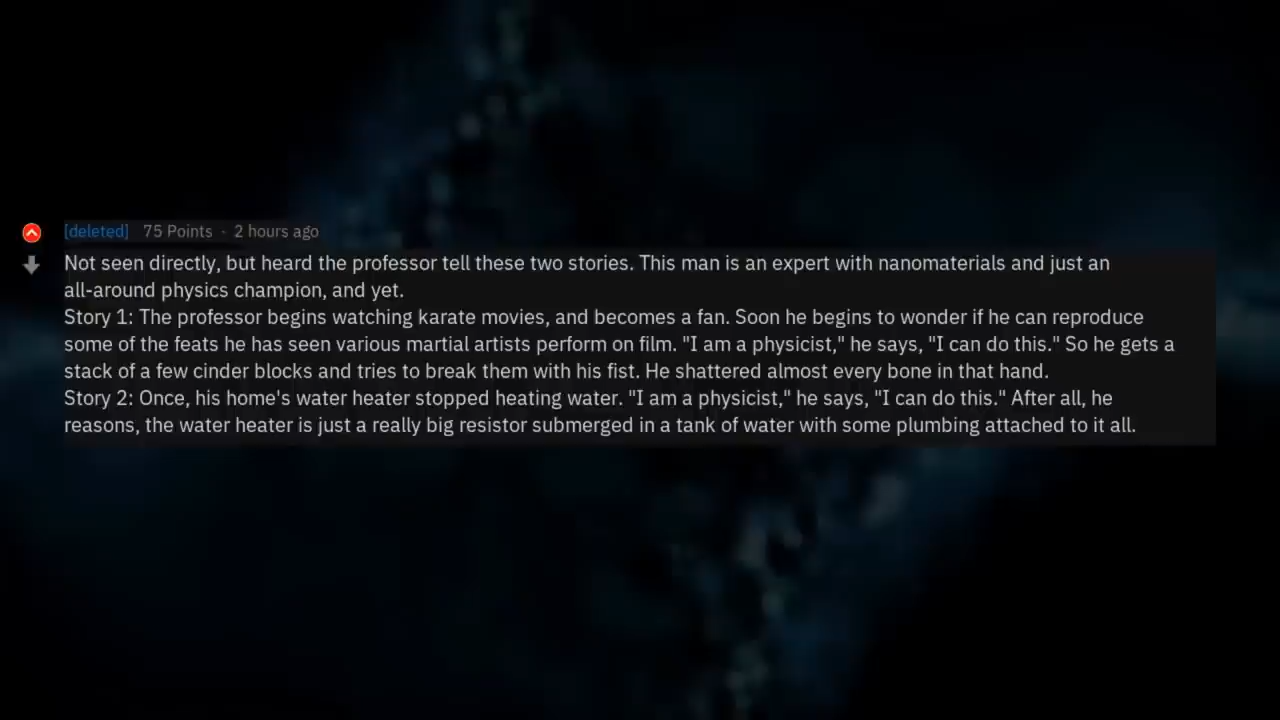 [deleted] 75 Points · 2 hours ago
Not seen directly, but heard the professor tell these two stories. This man is an expert with nanomaterials and just an
all-around physics champion, and yet.
Story 1: The professor begins watching karate movies, and becomes a fan. Soon he begins to wonder if he can reproduce
some of the feats he has seen various martial artists perform on film. "I am a physicist," he says, "I can do this." So he gets a
stack of a few cinder blocks and tries to break them with his fist. He shattered almost every bone in that hand.
Story 2: Once, his home's water heater stopped heating water. "I am a physicist," he says, "I can do this." After all, he
reasons, the water heater is just a really big resistor submerged in a tank of water with some plumbing attached to it all.